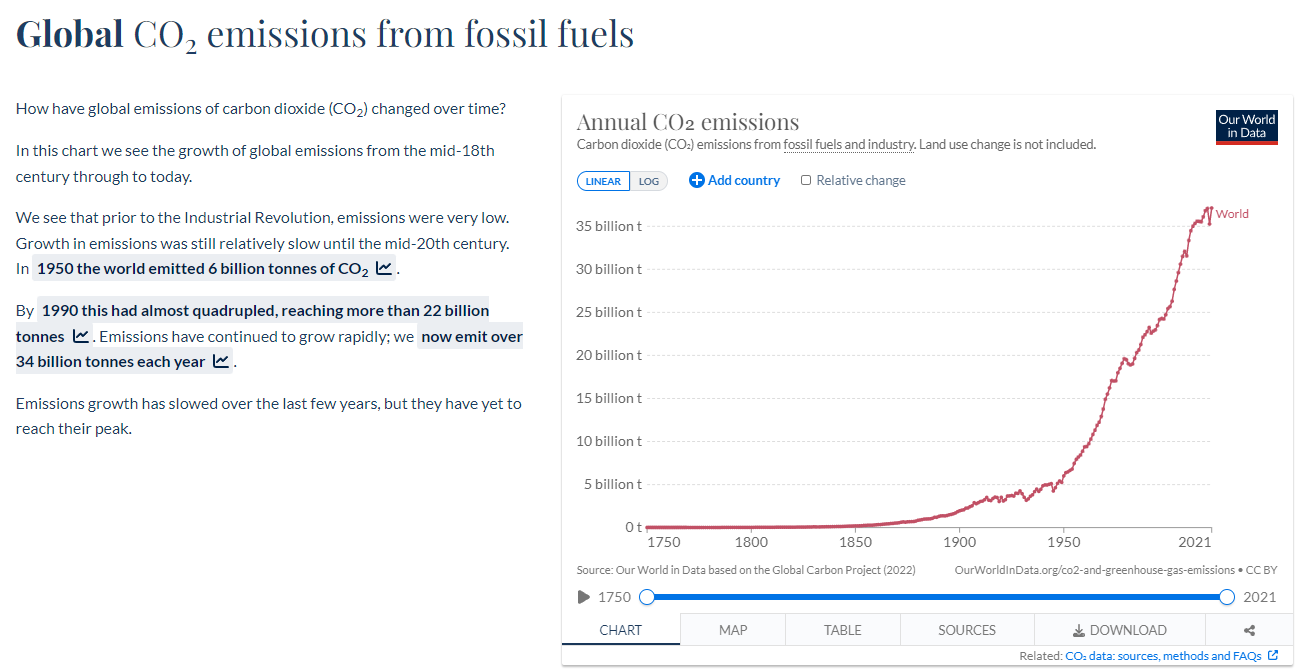 Global CO₂ emissions from fossil fuels
How have global emissions of carbon dioxide (CO₂) changed over time?
In this chart we see the growth of global emissions from the mid-18th
century through to today.
We see that prior to the Industrial Revolution, emissions were very low.
Growth in emissions was still relatively slow until the mid-20th century.
In 1950 the world emitted 6 billion tonnes of CO₂ .
By 1990 this had almost quadrupled, reaching more than 22 billion
tonnes . Emissions have continued to grow rapidly; we now emit over
34 billion tonnes each year .
Emissions growth has slowed over the last few years, but they have yet to
reach their peak.
Annual CO₂ emissions
Carbon dioxide (CO₂) emissions from fossil fuels and industry. Land use change is not included.
Our World
in Data
LINEAR LOG Add country Relative change
World
35 billion t
30 billion t
25 billion t
20 billion t
15 billion t
10 billion t
5 billion t
0 t
1750 1800 1850 1900 1950 2021
Source: Our World in Data based on the Global Carbon Project (2022) OurWorldInData.org/co2-and-greenhouse-gas-emissions • CC BY
1750 2021
CHART MAP TABLE SOURCES DOWNLOAD
Related: CO₂ data: sources, methods and FAQs